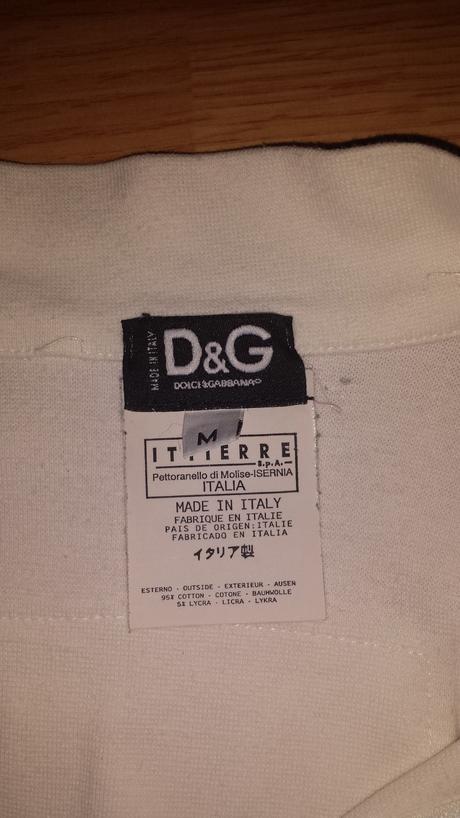 MADE IN ITALY
D&G
DOLCE&GABBANA
M
ITTIERRE
S.p.A.
Pettoranello di Molise-ISERNIA
ITALIA
MADE IN ITALY
FABRIQUE EN ITALIE
PAIS DE ORIGEN:ITALIE
FABRICADO EN ITALIA
イタリア製
ESTERNO - OUTSIDE - EXTERIEUR - AUSEN
95% COTTON - COTONE - BAUMWOLLE
5% LYCRA - LICRA - LYKRA